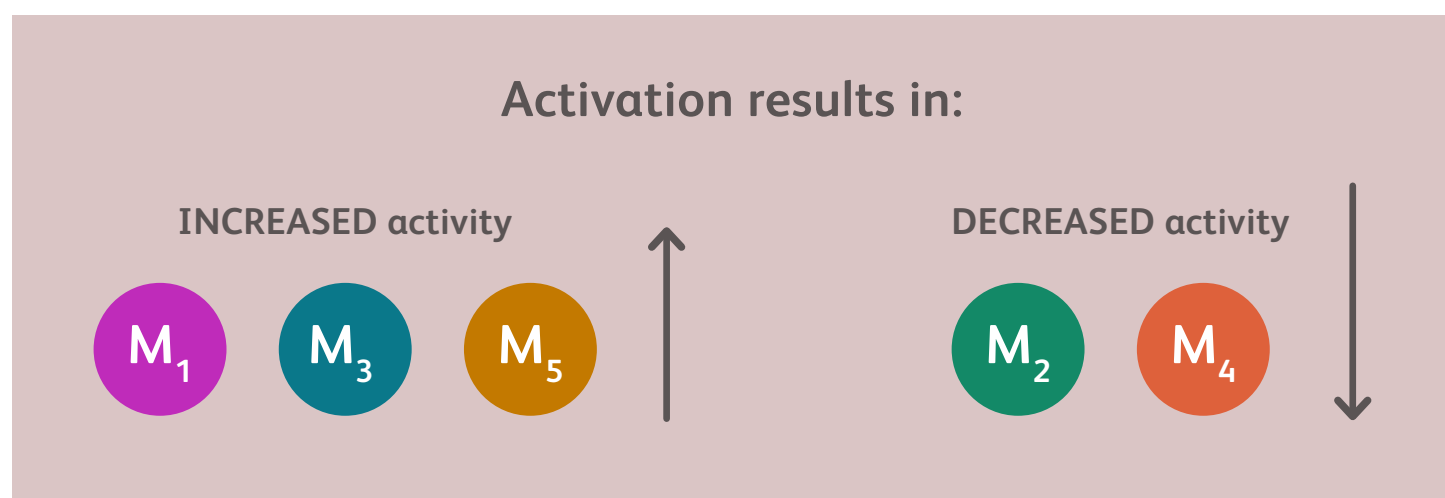 Activation results in:
INCREASED activity
M₁ M₃ M₅
DECREASED activity
M₂ M₄